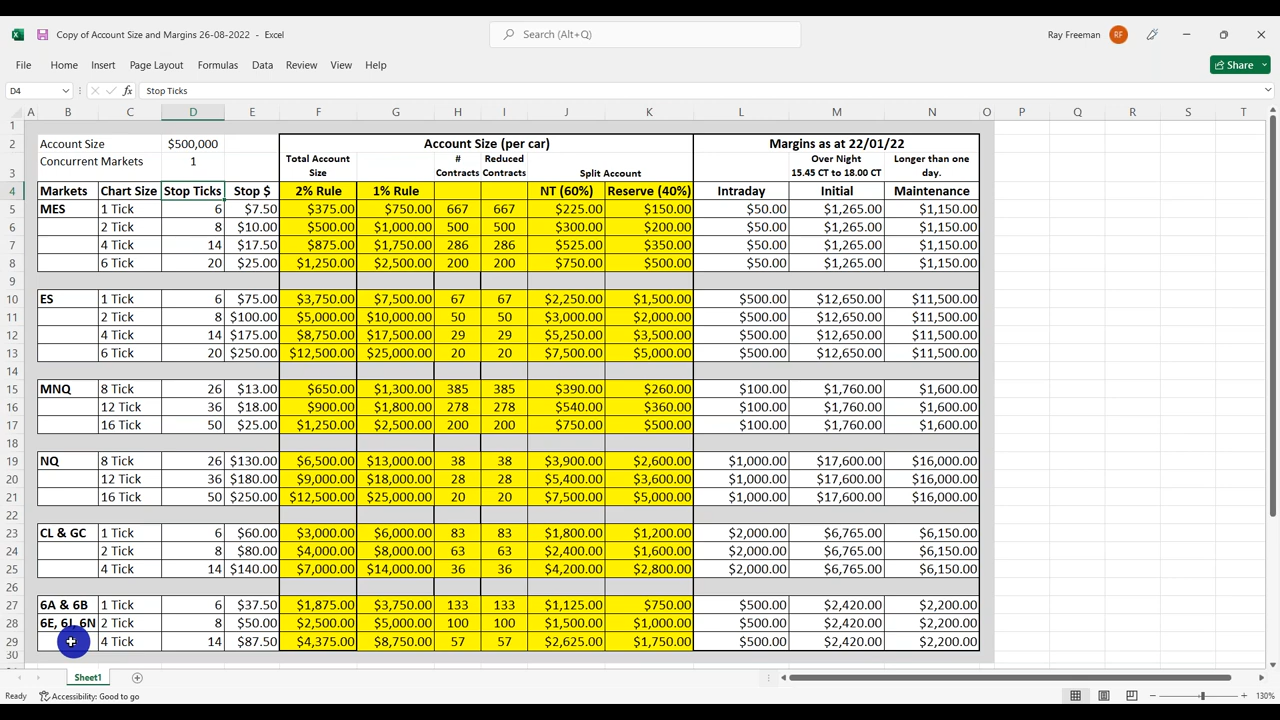 Copy of Account Size and Margins 26-08-2022 - Excel
Search (Alt+Q)
Ray Freeman RF
File Home Insert Page Layout Formulas Data Review View Help Share
D4 fx Stop Ticks
A B C D E F G H I J K L M N O P Q R S T
1
2 Account Size $500,000 Account Size (per car) Margins as at 22/01/22
Concurrent Markets 1 Total Account # Reduced Over Night Longer than one
3 Size Contracts Contracts Split Account 15.45 CT to 18.00 CT day.
4 Markets Chart Size Stop Ticks Stop $ 2% Rule 1% Rule NT (60%) Reserve (40%) Intraday Initial Maintenance
5 MES 1 Tick 6 $7.50 $375.00 $750.00 667 667 $225.00 $150.00 $50.00 $1,265.00 $1,150.00
6 2 Tick 8 $10.00 $500.00 $1,000.00 500 500 $300.00 $200.00 $50.00 $1,265.00 $1,150.00
7 4 Tick 14 $17.50 $875.00 $1,750.00 286 286 $525.00 $350.00 $50.00 $1,265.00 $1,150.00
8 6 Tick 20 $25.00 $1,250.00 $2,500.00 200 200 $750.00 $500.00 $50.00 $1,265.00 $1,150.00
9
10 ES 1 Tick 6 $75.00 $3,750.00 $7,500.00 67 67 $2,250.00 $1,500.00 $500.00 $12,650.00 $11,500.00
11 2 Tick 8 $100.00 $5,000.00 $10,000.00 50 50 $3,000.00 $2,000.00 $500.00 $12,650.00 $11,500.00
12 4 Tick 14 $175.00 $8,750.00 $17,500.00 29 29 $5,250.00 $3,500.00 $500.00 $12,650.00 $11,500.00
13 6 Tick 20 $250.00 $12,500.00 $25,000.00 20 20 $7,500.00 $5,000.00 $500.00 $12,650.00 $11,500.00
14
15 MNQ 8 Tick 26 $13.00 $650.00 $1,300.00 385 385 $390.00 $260.00 $100.00 $1,760.00 $1,600.00
16 12 Tick 36 $18.00 $900.00 $1,800.00 278 278 $540.00 $360.00 $100.00 $1,760.00 $1,600.00
17 16 Tick 50 $25.00 $1,250.00 $2,500.00 200 200 $750.00 $500.00 $100.00 $1,760.00 $1,600.00
18
19 NQ 8 Tick 26 $130.00 $6,500.00 $13,000.00 38 38 $3,900.00 $2,600.00 $1,000.00 $17,600.00 $16,000.00
20 12 Tick 36 $180.00 $9,000.00 $18,000.00 28 28 $5,400.00 $3,600.00 $1,000.00 $17,600.00 $16,000.00
21 16 Tick 50 $250.00 $12,500.00 $25,000.00 20 20 $7,500.00 $5,000.00 $1,000.00 $17,600.00 $16,000.00
22
23 CL & GC 1 Tick 6 $60.00 $3,000.00 $6,000.00 83 83 $1,800.00 $1,200.00 $2,000.00 $6,765.00 $6,150.00
24 2 Tick 8 $80.00 $4,000.00 $8,000.00 63 63 $2,400.00 $1,600.00 $2,000.00 $6,765.00 $6,150.00
25 4 Tick 14 $140.00 $7,000.00 $14,000.00 36 36 $4,200.00 $2,800.00 $2,000.00 $6,765.00 $6,150.00
26
27 6A & 6B 1 Tick 6 $37.50 $1,875.00 $3,750.00 133 133 $1,125.00 $750.00 $500.00 $2,420.00 $2,200.00
28 6E, 6J, 6N 2 Tick 8 $50.00 $2,500.00 $5,000.00 100 100 $1,500.00 $1,000.00 $500.00 $2,420.00 $2,200.00
29 4 Tick 14 $87.50 $4,375.00 $8,750.00 57 57 $2,625.00 $1,750.00 $500.00 $2,420.00 $2,200.00
30
Sheet1
Ready Accessibility: Good to go 130%